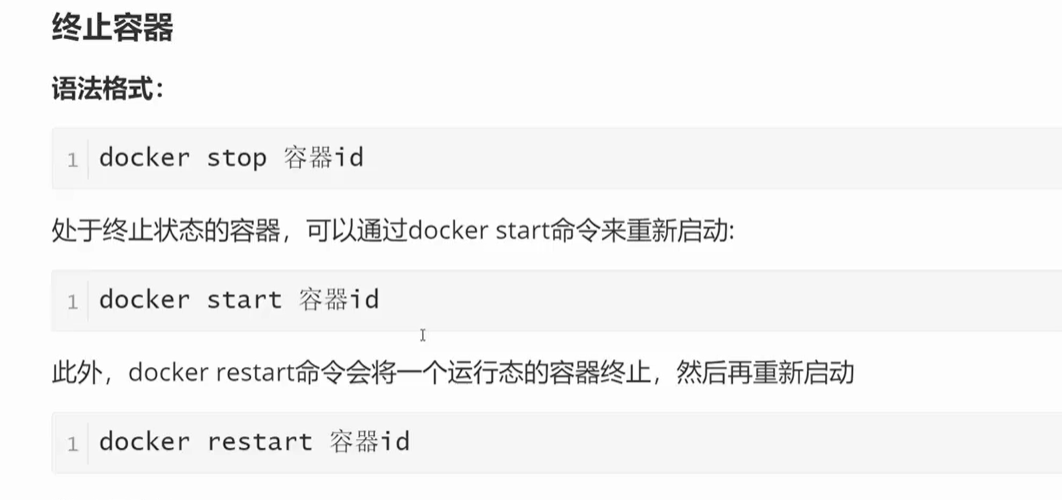 终止容器
语法格式：
1 docker stop 容器id
处于终止状态的容器，可以通过docker start命令来重新启动:
1 docker start 容器id
此外，docker restart命令会将一个运行态的容器终止，然后再重新启动
1 docker restart 容器id